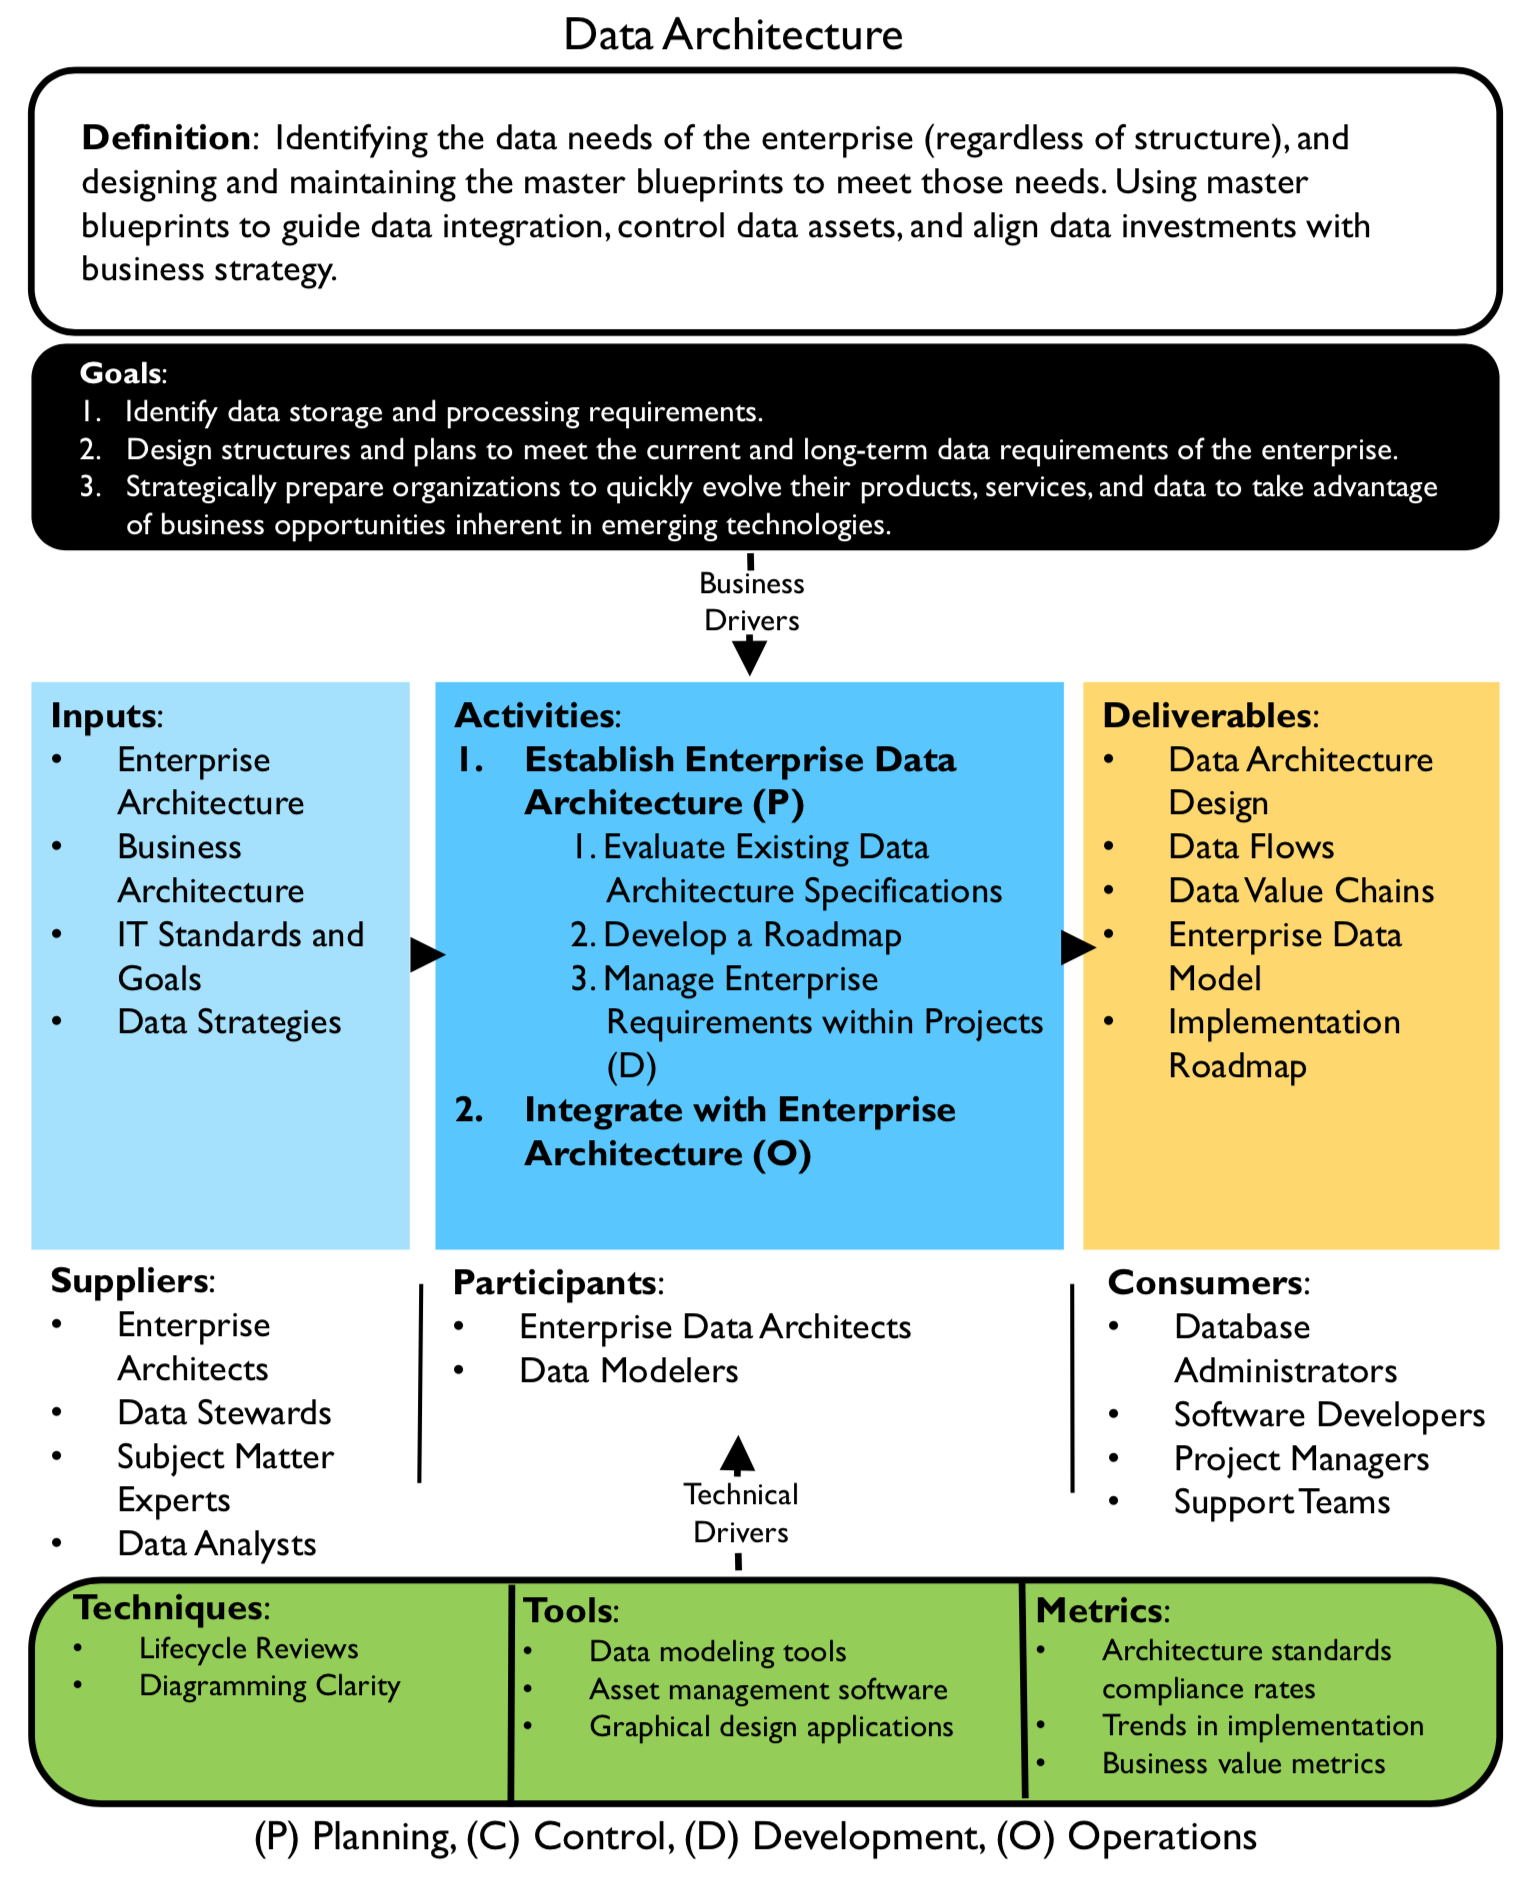 Data Architecture
Definition: Identifying the data needs of the enterprise (regardless of structure), and
designing and maintaining the master blueprints to meet those needs. Using master
blueprints to guide data integration, control data assets, and align data investments with
business strategy.
Goals:
1. Identify data storage and processing requirements.
2. Design structures and plans to meet the current and long-term data requirements of the enterprise.
3. Strategically prepare organizations to quickly evolve their products, services, and data to take advantage
of business opportunities inherent in emerging technologies.
Business
Drivers
Inputs:
• Enterprise
Architecture
• Business
Architecture
• IT Standards and
Goals
• Data Strategies
Activities:
1. Establish Enterprise Data
Architecture (P)
1. Evaluate Existing Data
Architecture Specifications
2. Develop a Roadmap
3. Manage Enterprise
Requirements within Projects
(D)
2. Integrate with Enterprise
Architecture (O)
Deliverables:
• Data Architecture
Design
• Data Flows
• Data Value Chains
• Enterprise Data
Model
• Implementation
Roadmap
Suppliers:
• Enterprise
Architects
• Data Stewards
• Subject Matter
Experts
• Data Analysts
Participants:
• Enterprise Data Architects
• Data Modelers
Consumers:
• Database
Administrators
• Software Developers
• Project Managers
• Support Teams
Technical
Drivers
Techniques:
• Lifecycle Reviews
• Diagramming Clarity
Tools:
• Data modeling tools
• Asset management software
• Graphical design applications
Metrics:
• Architecture standards
compliance rates
• Trends in implementation
• Business value metrics
(P) Planning, (C) Control, (D) Development, (O) Operations